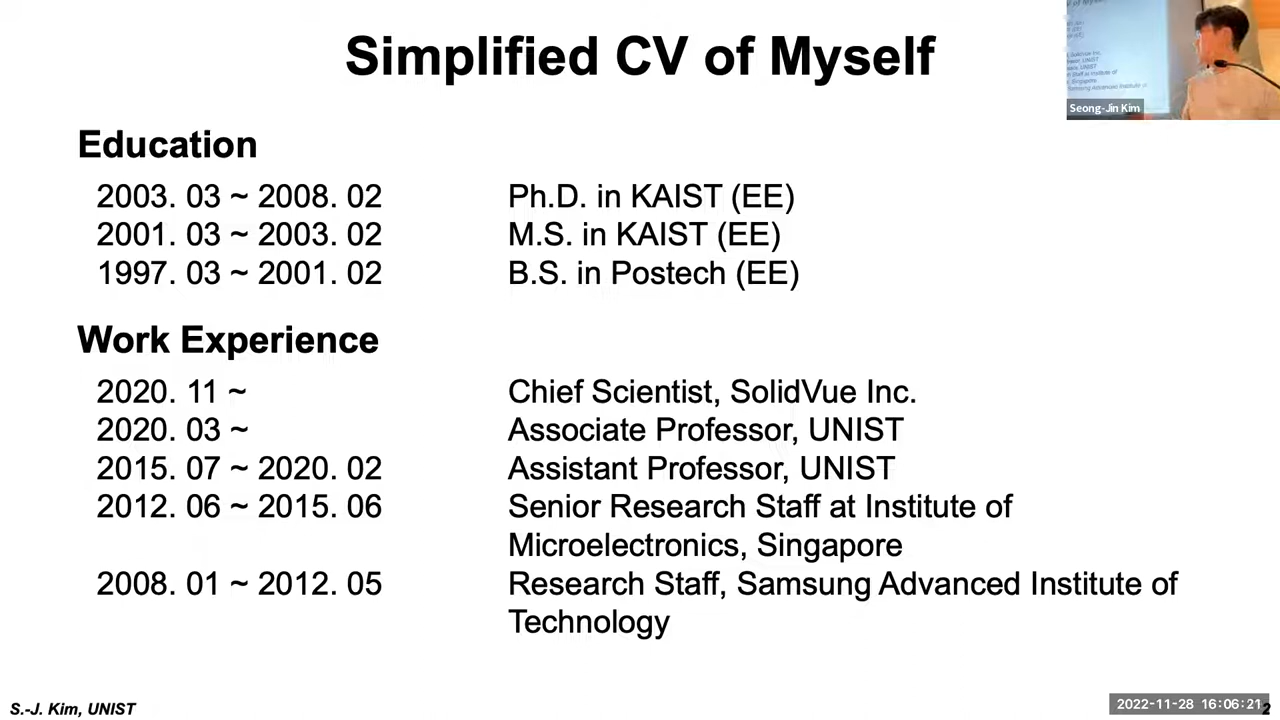 Simplified CV of Myself
Seong-Jin Kim
Education
2003. 03 ~ 2008. 02 Ph.D. in KAIST (EE)
2001. 03 ~ 2003. 02 M.S. in KAIST (EE)
1997. 03 ~ 2001. 02 B.S. in Postech (EE)
Work Experience
2020. 11 ~ Chief Scientist, SolidVue Inc.
2020. 03 ~ Associate Professor, UNIST
2015. 07 ~ 2020. 02 Assistant Professor, UNIST
2012. 06 ~ 2015. 06 Senior Research Staff at Institute of
Microelectronics, Singapore
2008. 01 ~ 2012. 05 Research Staff, Samsung Advanced Institute of
Technology
S.-J. Kim, UNIST
2022-11-28 16:06:21
2